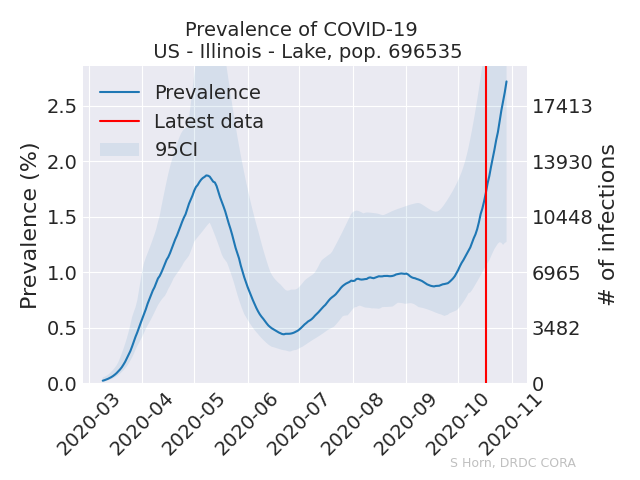 Prevalence of COVID-19
US - Illinois - Lake, pop. 696535
Prevalence
Latest data
95CI
Prevalence (%)
2.5
2.0
1.5
1.0
0.5
0.0
17413
13930
10448
6965
3482
0
# of infections
2020-03
2020-04
2020-05
2020-06
2020-07
2020-08
2020-09
2020-10
2020-11
S Horn, DRDC CORA